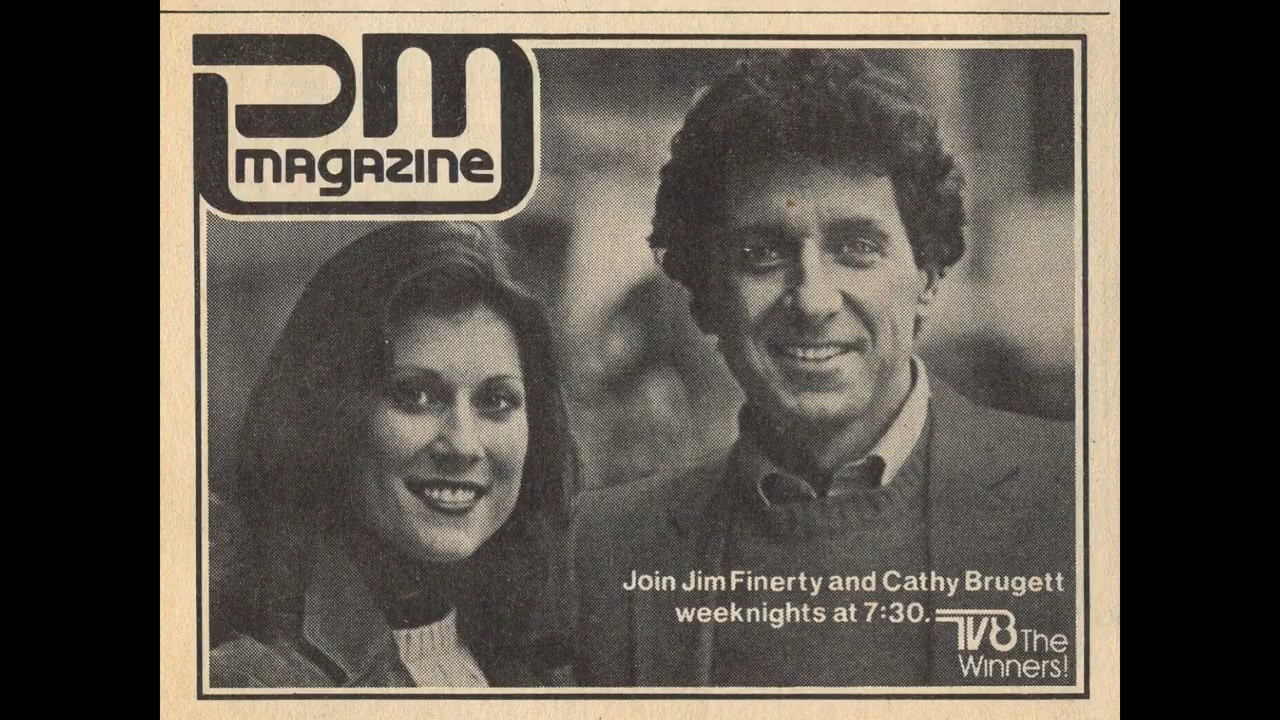 PM
magazine
Join Jim Finerty and Cathy Brugett
weeknights at 7:30.
TV8 The
Winners!